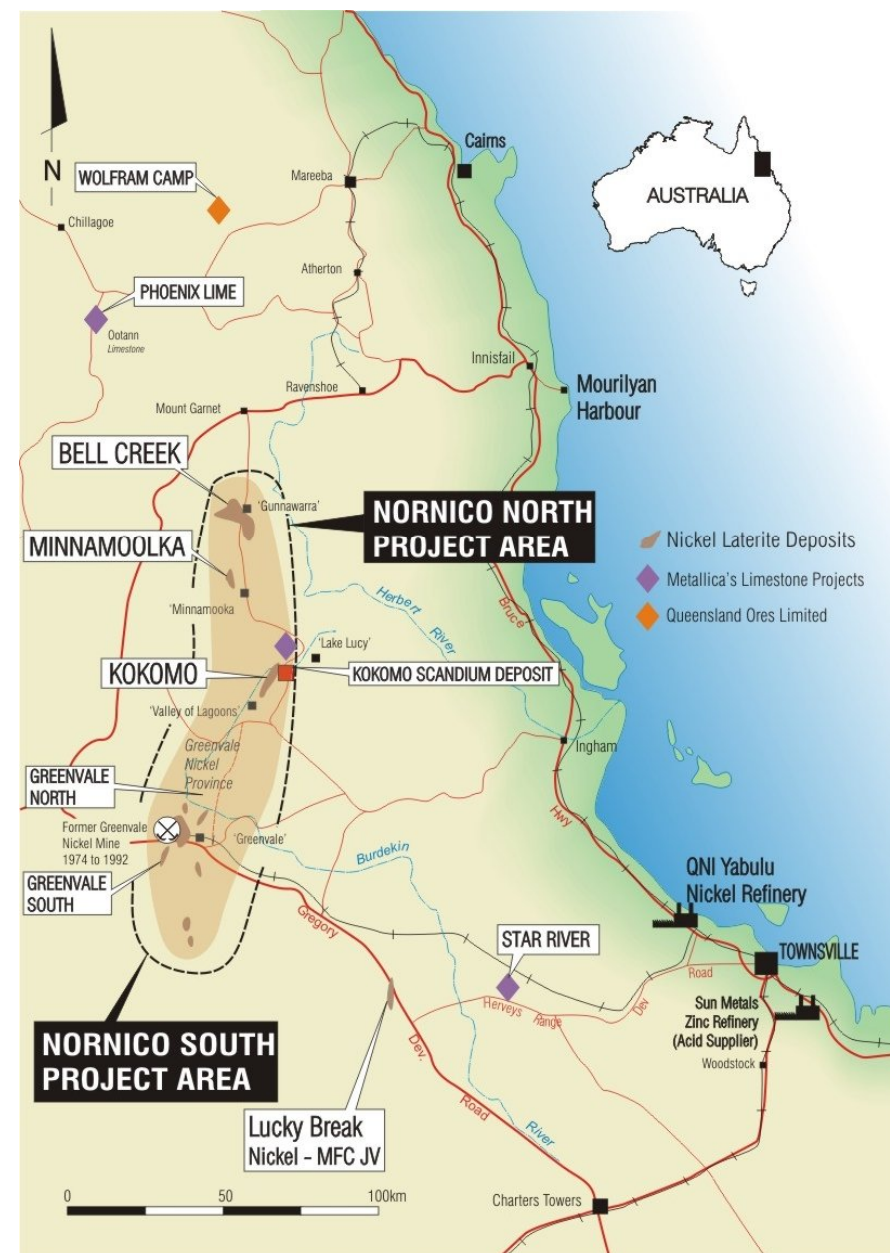 N
WOLFRAM CAMP
Chillagoe
Mareeba
Cairns
AUSTRALIA
PHOENIX LIME
Ootann
Limestone
Atherton
Innisfail
Mourilyan
Harbour
Ravenshoe
Mount Garnet
BELL CREEK
'Gunnawarra'
NORNICO NORTH
PROJECT AREA
MINNAMOOLKA
'Minnamooka
Nickel Laterite Deposits
Metallica's Limestone Projects
Queensland Ores Limited
Herbert
River
Bruce
Hwy
'Lake Lucy'
KOKOMO
KOKOMO SCANDIUM DEPOSIT
'Valley of Lagoons'
Greenvale
Nickel
Province
Ingham
GREENVALE
NORTH
Former Greenvale
Nickel Mine
1974 to 1992
'Greenvale'
GREENVALE
SOUTH
Burdekin
River
Gregory
Dev.
Road
QNI Yabulu
Nickel Refinery
STAR RIVER
TOWNSVILLE
Herveys Range Dev Road
Sun Metals
Zinc Refinery
(Acid Supplier)
Woodstock
NORNICO SOUTH
PROJECT AREA
Lucky Break
Nickel - MFC JV
Charters Towers
0 50 100km